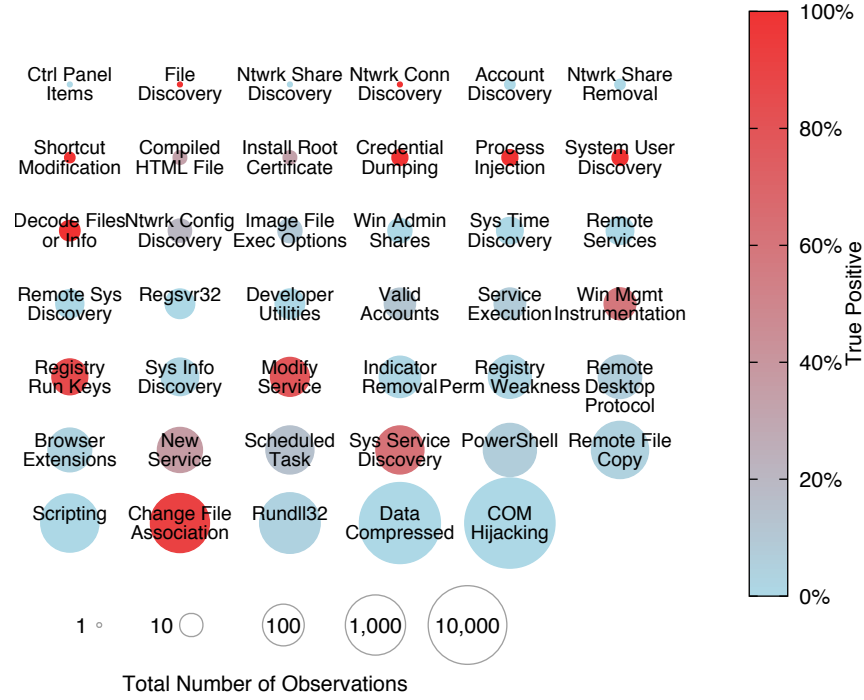 100%
Ctrl Panel Items
File Discovery
Ntwrk Share Discovery
Ntwrk Conn Discovery
Account Discovery
Ntwrk Share Removal
80%
Shortcut Modification
Compiled HTML File
Install Root Certificate
Credential Dumping
Process Injection
System User Discovery
Decode Files or Info
Ntwrk Config Discovery
Image File Exec Options
Win Admin Shares
Sys Time Discovery
Remote Services
60%
Remote Sys Discovery
Regsvr32
Developer Utilities
Valid Accounts
Service Execution
Win Mgmt Instrumentation
True Positive
40%
Registry Run Keys
Sys Info Discovery
Modify Service
Indicator Removal
Registry Perm Weakness
Remote Desktop Protocol
Browser Extensions
New Service
Scheduled Task
Sys Service Discovery
PowerShell
Remote File Copy
20%
Scripting
Change File Association
Rundll32
Data Compressed
COM Hijacking
0%
1
10
100
1,000
10,000
Total Number of Observations